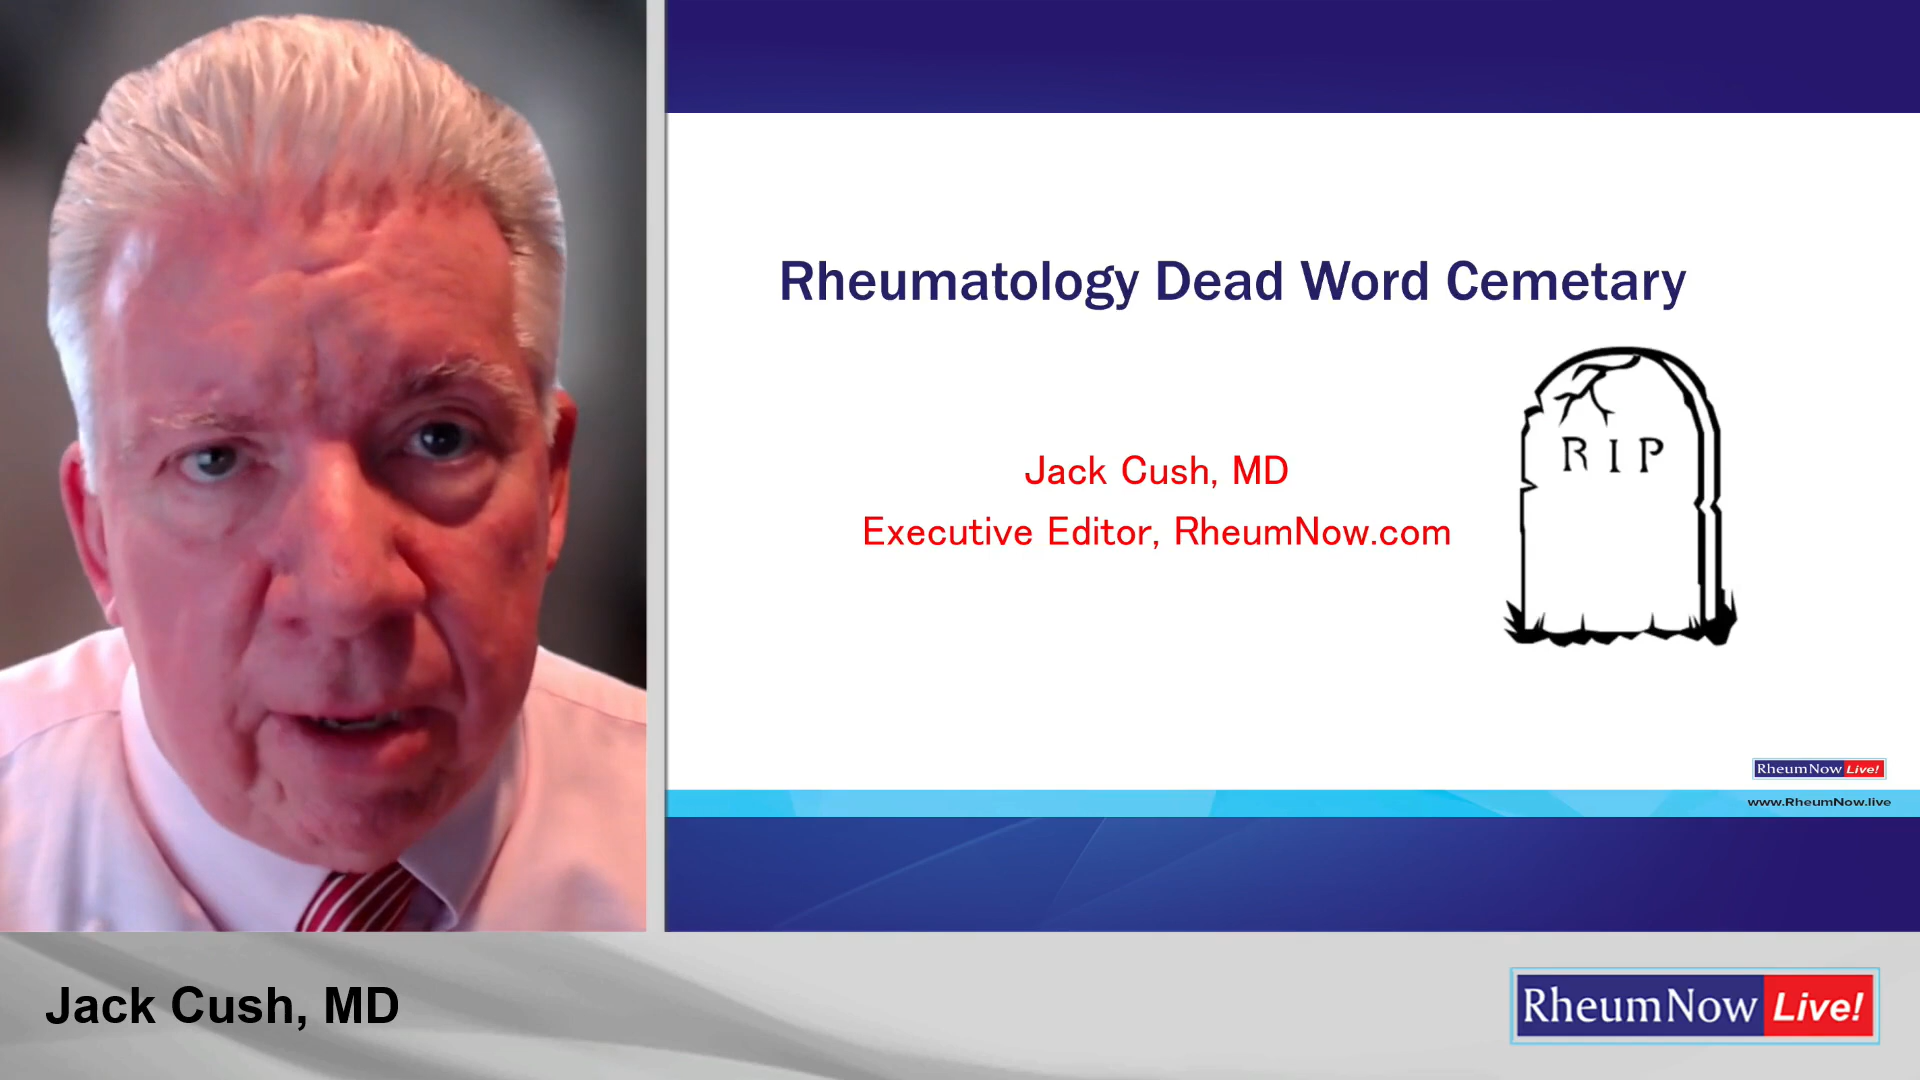 Rheumatology Dead Word Cemetary
RIP
Jack Cush, MD
Executive Editor, RheumNow.com
RheumNow Live!
www.RheumNow.live
Jack Cush, MD
RheumNow Live!